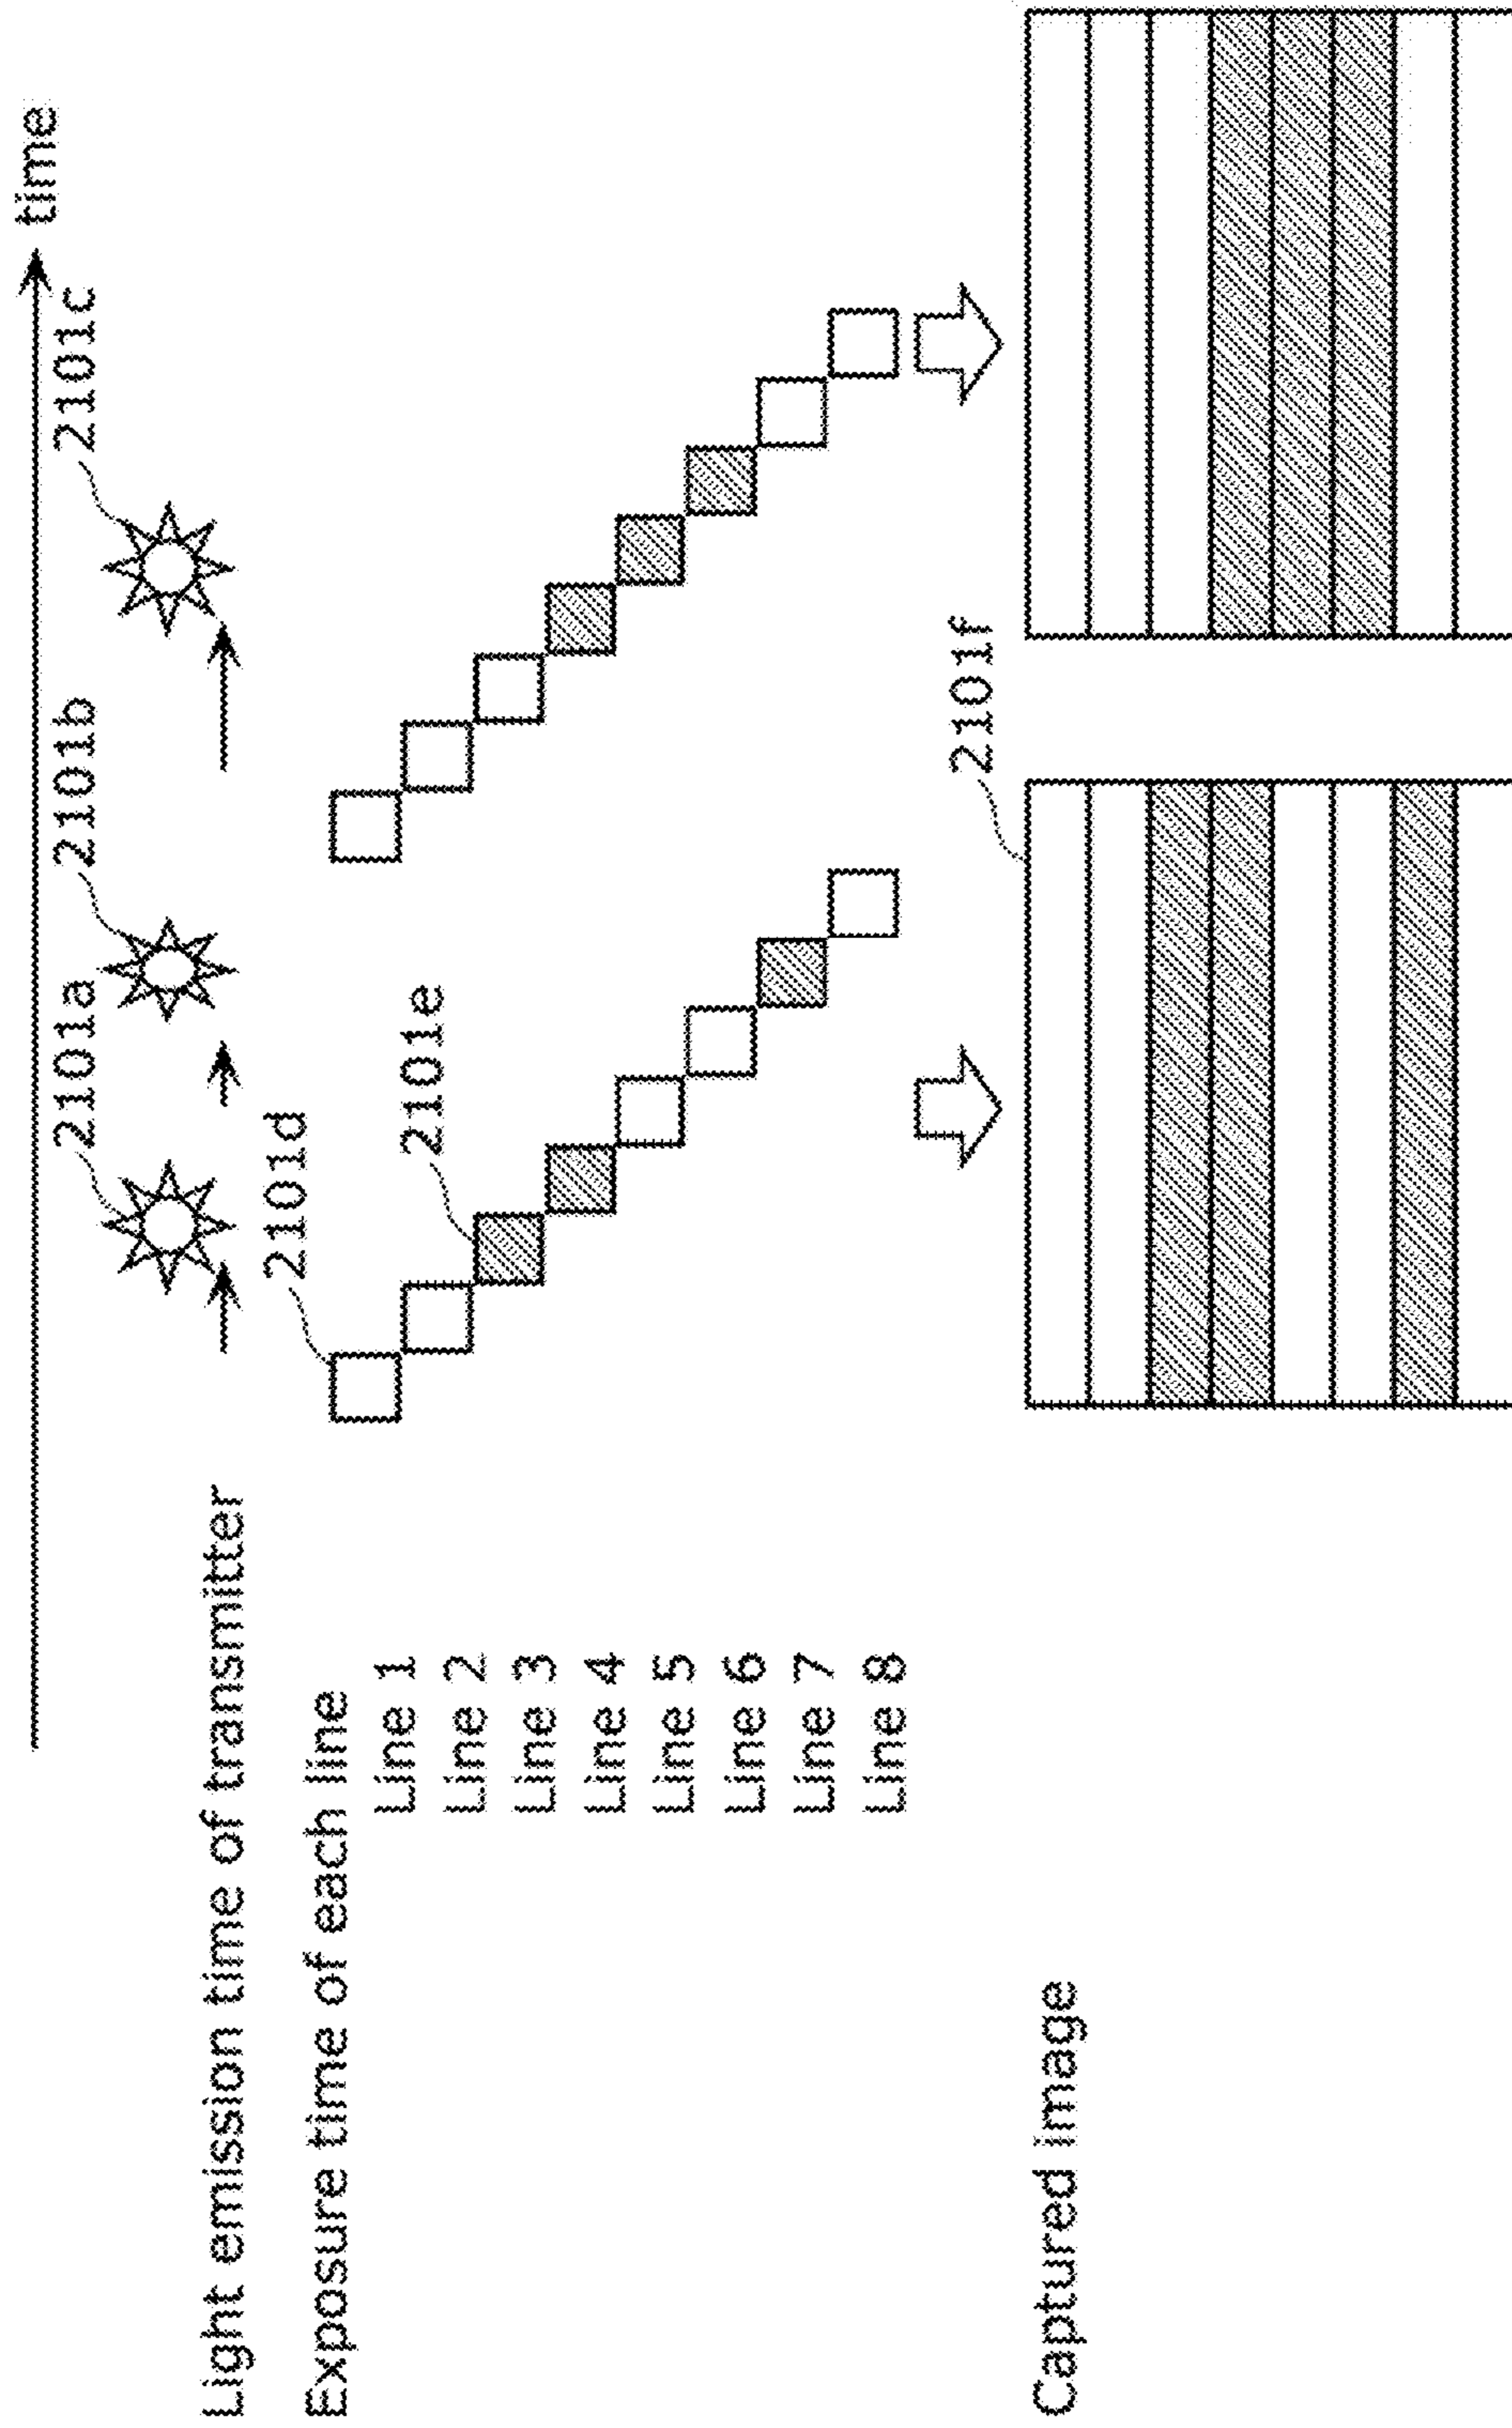 time
2101a 2101b 2101c
Light emission time of transmitter
2101d
Exposure time of each line
Line 1
2101e
Line 2
Line 3
Line 4
Line 5
Line 6
Line 7
Line 8
2101f
Captured image